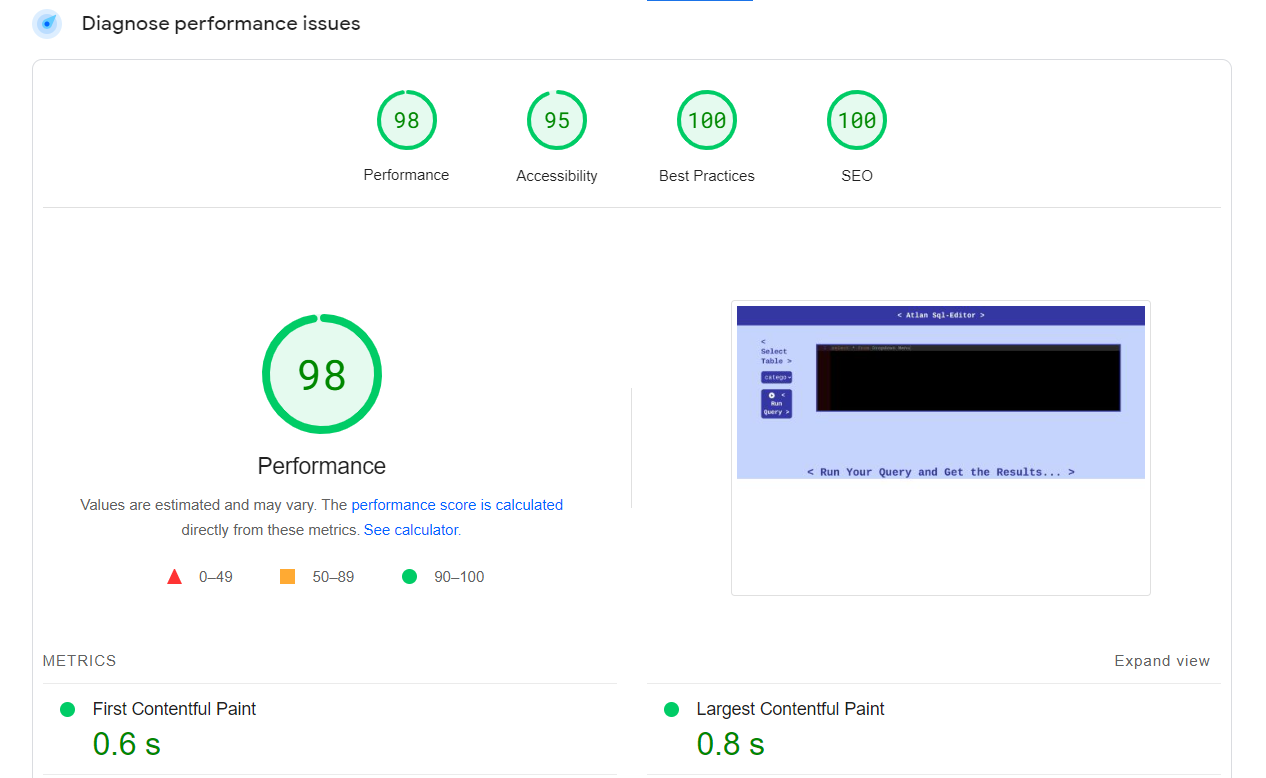 Diagnose performance issues
98 95 100 100
Performance Accessibility Best Practices SEO
98
Performance
Values are estimated and may vary. The performance score is calculated
directly from these metrics. See calculator.
0–49 50–89 90–100
< Atlan Sql-Editor >
<
Select
Table >
catego
<
Run
Query >
< Run Your Query and Get the Results... >
METRICS Expand view
First Contentful Paint Largest Contentful Paint
0.6 s 0.8 s